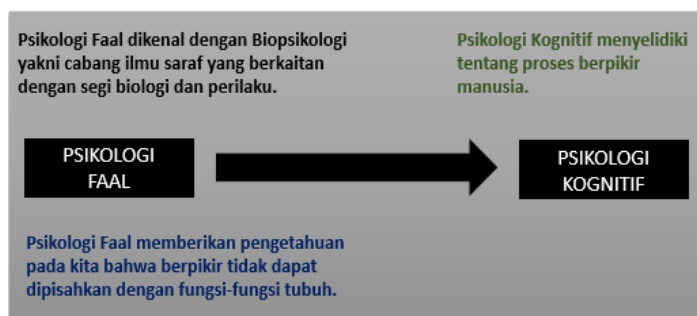 Psikologi Faal dikenal dengan Biopsikologi
yakni cabang ilmu saraf yang berkaitan
dengan segi biologi dan perilaku.
Psikologi Kognitif menyelidiki
tentang proses berpikir
manusia.
PSIKOLOGI
FAAL
PSIKOLOGI
KOGNITIF
Psikologi Faal memberikan pengetahuan
pada kita bahwa berpikir tidak dapat
dipisahkan dengan fungsi-fungsi tubuh.